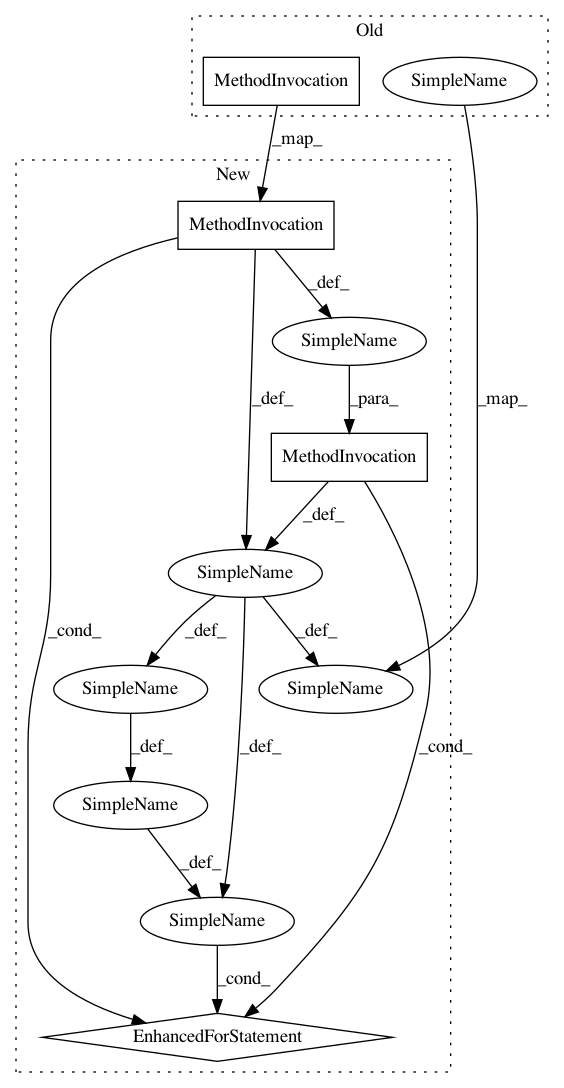 Old
MethodInvocation SimpleName
_map_
New
MethodInvocation
_def_
SimpleName
_def_ _para_ _map_
MethodInvocation
_def_
SimpleName
_cond_ _def_ _def_
SimpleName SimpleName
_def_ _def_ _cond_
SimpleName
_def_
SimpleName
_cond_
EnhancedForStatement